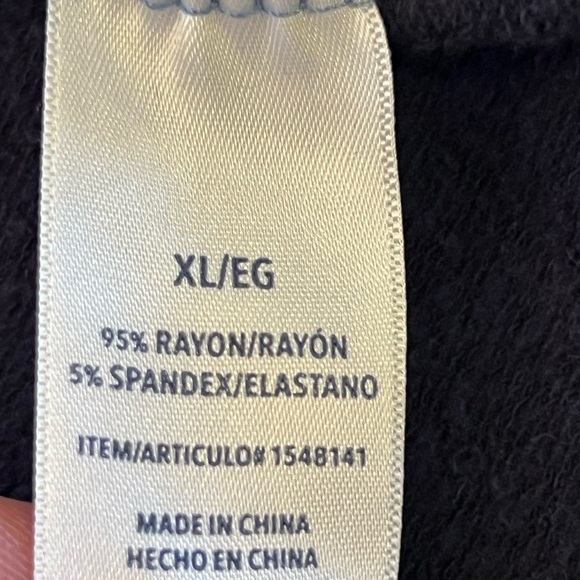 XL/EG
95% RAYON/RAYÓN
5% SPANDEX/ELASTANO
ITEM/ARTICULO# 1548141
MADE IN CHINA
HECHO EN CHINA